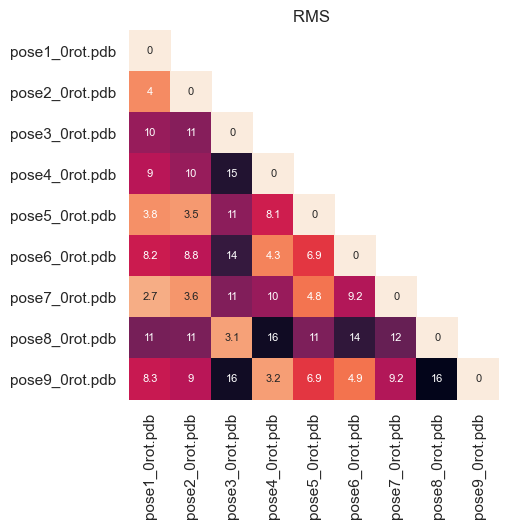 RMS
pose1_0rot.pdb 0
pose2_0rot.pdb 4 0
pose3_0rot.pdb 10 11 0
pose4_0rot.pdb 9 10 15 0
pose5_0rot.pdb 3.8 3.5 11 8.1 0
pose6_0rot.pdb 8.2 8.8 14 4.3 6.9 0
pose7_0rot.pdb 2.7 3.6 11 10 4.8 9.2 0
pose8_0rot.pdb 11 11 3.1 16 11 14 12 0
pose9_0rot.pdb 8.3 9 16 3.2 6.9 4.9 9.2 16 0
pose1_0rot.pdb
pose2_0rot.pdb
pose3_0rot.pdb
pose4_0rot.pdb
pose5_0rot.pdb
pose6_0rot.pdb
pose7_0rot.pdb
pose8_0rot.pdb
pose9_0rot.pdb